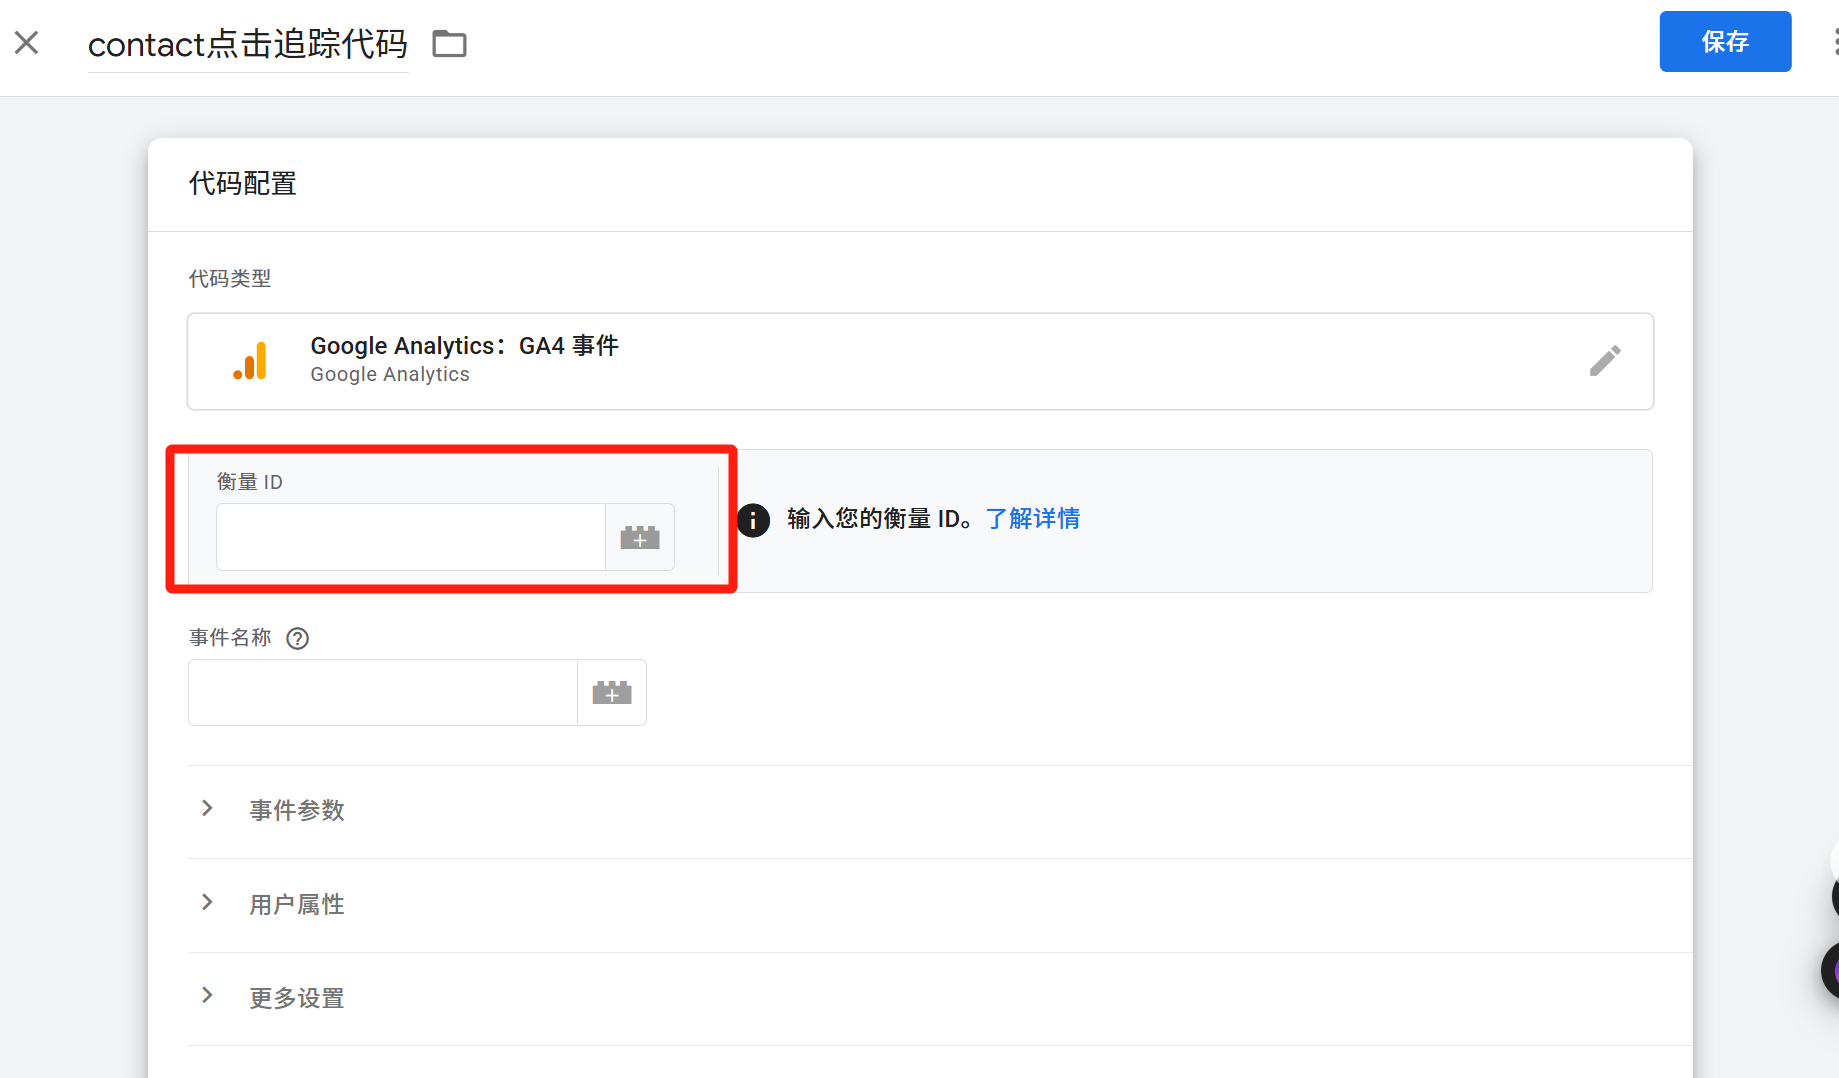 contact点击追踪代码
保存
代码配置
代码类型
Google Analytics：GA4 事件
Google Analytics
衡量 ID
输入您的衡量 ID。了解详情
事件名称
事件参数
用户属性
更多设置